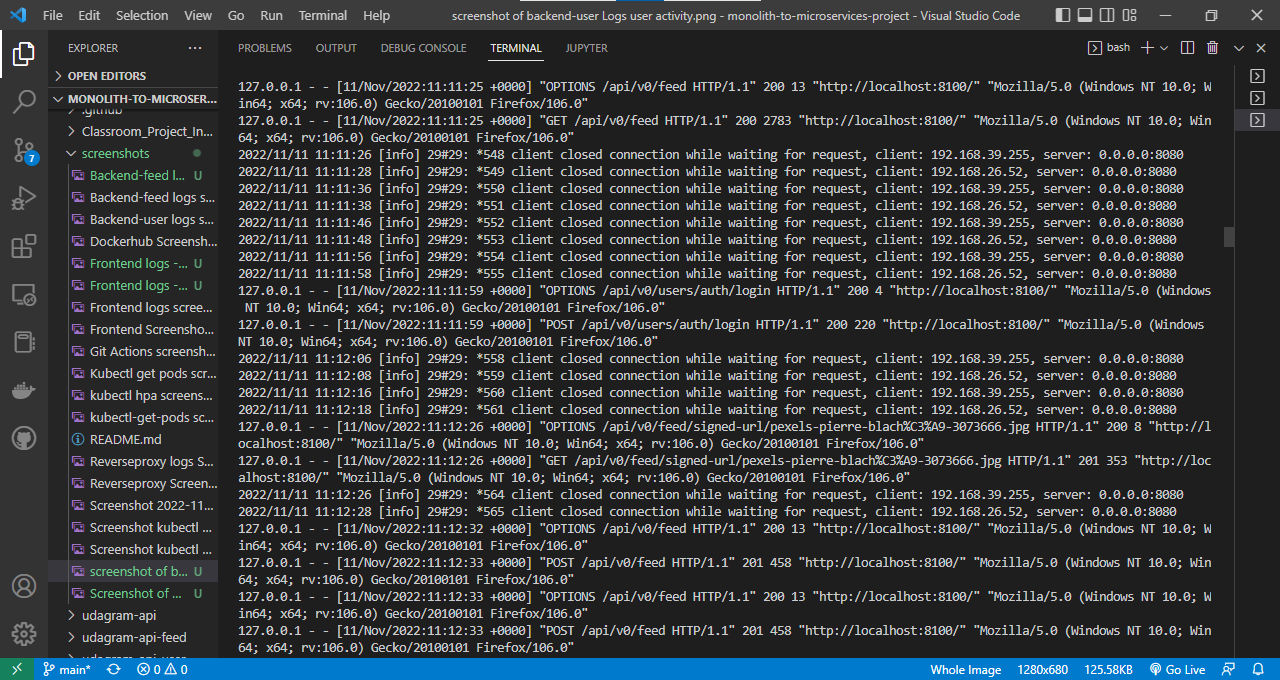 File Edit Selection View Go Run Terminal Help screenshot of backend-user Logs user activity.png - monolith-to-microservices-project - Visual Studio Code
EXPLORER
OPEN EDITORS
MONOLITH-TO-MICROSER...
.github
Classroom_Project_In...
screenshots
Backend-feed l... U
Backend-feed logs s...
Backend-user logs s...
Dockerhub Screensh...
Frontend logs -... U
Frontend logs -... U
Frontend logs scree...
Frontend Screensho...
Git Actions screensh...
Kubectl get pods scr...
kubectl hpa screens...
kubectl-get-pods sc...
README.md
Reverseproxy logs S...
Reverseproxy Screen...
Screenshot 2022-11...
Screenshot kubectl ...
Screenshot kubectl ...
screenshot of b... U
Screenshot of ... U
udagram-api
udagram-api-feed
7
PROBLEMS OUTPUT DEBUG CONSOLE TERMINAL JUPYTER
bash
127.0.0.1 - - [11/Nov/2022:11:11:25 +0000] "OPTIONS /api/v0/feed HTTP/1.1" 200 13 "http://localhost:8100/" "Mozilla/5.0 (Windows NT 10.0; W
in64; x64; rv:106.0) Gecko/20100101 Firefox/106.0"
127.0.0.1 - - [11/Nov/2022:11:11:25 +0000] "GET /api/v0/feed HTTP/1.1" 200 2783 "http://localhost:8100/" "Mozilla/5.0 (Windows NT 10.0; Win
64; x64; rv:106.0) Gecko/20100101 Firefox/106.0"
2022/11/11 11:11:26 [info] 29#29: *548 client closed connection while waiting for request, client: 192.168.39.255, server: 0.0.0.0:8080
2022/11/11 11:11:28 [info] 29#29: *549 client closed connection while waiting for request, client: 192.168.26.52, server: 0.0.0.0:8080
2022/11/11 11:11:36 [info] 29#29: *550 client closed connection while waiting for request, client: 192.168.39.255, server: 0.0.0.0:8080
2022/11/11 11:11:38 [info] 29#29: *551 client closed connection while waiting for request, client: 192.168.26.52, server: 0.0.0.0:8080
2022/11/11 11:11:46 [info] 29#29: *552 client closed connection while waiting for request, client: 192.168.39.255, server: 0.0.0.0:8080
2022/11/11 11:11:48 [info] 29#29: *553 client closed connection while waiting for request, client: 192.168.26.52, server: 0.0.0.0:8080
2022/11/11 11:11:56 [info] 29#29: *554 client closed connection while waiting for request, client: 192.168.39.255, server: 0.0.0.0:8080
2022/11/11 11:11:58 [info] 29#29: *555 client closed connection while waiting for request, client: 192.168.26.52, server: 0.0.0.0:8080
127.0.0.1 - - [11/Nov/2022:11:11:59 +0000] "OPTIONS /api/v0/users/auth/login HTTP/1.1" 200 4 "http://localhost:8100/" "Mozilla/5.0 (Windows
NT 10.0; Win64; x64; rv:106.0) Gecko/20100101 Firefox/106.0"
127.0.0.1 - - [11/Nov/2022:11:11:59 +0000] "POST /api/v0/users/auth/login HTTP/1.1" 200 220 "http://localhost:8100/" "Mozilla/5.0 (Windows
NT 10.0; Win64; x64; rv:106.0) Gecko/20100101 Firefox/106.0"
2022/11/11 11:12:06 [info] 29#29: *558 client closed connection while waiting for request, client: 192.168.39.255, server: 0.0.0.0:8080
2022/11/11 11:12:08 [info] 29#29: *559 client closed connection while waiting for request, client: 192.168.26.52, server: 0.0.0.0:8080
2022/11/11 11:12:16 [info] 29#29: *560 client closed connection while waiting for request, client: 192.168.39.255, server: 0.0.0.0:8080
2022/11/11 11:12:18 [info] 29#29: *561 client closed connection while waiting for request, client: 192.168.26.52, server: 0.0.0.0:8080
127.0.0.1 - - [11/Nov/2022:11:12:26 +0000] "OPTIONS /api/v0/feed/signed-url/pexels-pierre-blach%C3%A9-3073666.jpg HTTP/1.1" 200 8 "http://l
ocalhost:8100/" "Mozilla/5.0 (Windows NT 10.0; Win64; x64; rv:106.0) Gecko/20100101 Firefox/106.0"
127.0.0.1 - - [11/Nov/2022:11:12:26 +0000] "GET /api/v0/feed/signed-url/pexels-pierre-blach%C3%A9-3073666.jpg HTTP/1.1" 201 353 "http://loc
alhost:8100/" "Mozilla/5.0 (Windows NT 10.0; Win64; x64; rv:106.0) Gecko/20100101 Firefox/106.0"
2022/11/11 11:12:26 [info] 29#29: *564 client closed connection while waiting for request, client: 192.168.39.255, server: 0.0.0.0:8080
2022/11/11 11:12:28 [info] 29#29: *565 client closed connection while waiting for request, client: 192.168.26.52, server: 0.0.0.0:8080
127.0.0.1 - - [11/Nov/2022:11:12:32 +0000] "OPTIONS /api/v0/feed HTTP/1.1" 200 13 "http://localhost:8100/" "Mozilla/5.0 (Windows NT 10.0; W
in64; x64; rv:106.0) Gecko/20100101 Firefox/106.0"
127.0.0.1 - - [11/Nov/2022:11:12:33 +0000] "POST /api/v0/feed HTTP/1.1" 201 458 "http://localhost:8100/" "Mozilla/5.0 (Windows NT 10.0; Win
64; x64; rv:106.0) Gecko/20100101 Firefox/106.0"
127.0.0.1 - - [11/Nov/2022:11:12:33 +0000] "OPTIONS /api/v0/feed HTTP/1.1" 200 13 "http://localhost:8100/" "Mozilla/5.0 (Windows NT 10.0; W
in64; x64; rv:106.0) Gecko/20100101 Firefox/106.0"
127.0.0.1 - - [11/Nov/2022:11:12:33 +0000] "POST /api/v0/feed HTTP/1.1" 201 458 "http://localhost:8100/" "Mozilla/5.0 (Windows NT 10.0; Win
64; x64; rv:106.0) Gecko/20100101 Firefox/106.0"
main* 0 0 Whole Image 1280x680 125.58KB Go Live